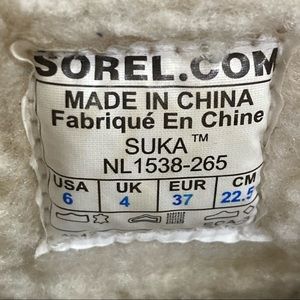 SOREL.COM
MADE IN CHINA
Fabriqué En Chine
SUKA™
NL1538-265
USA UK EUR CM
6 4 37 22.5